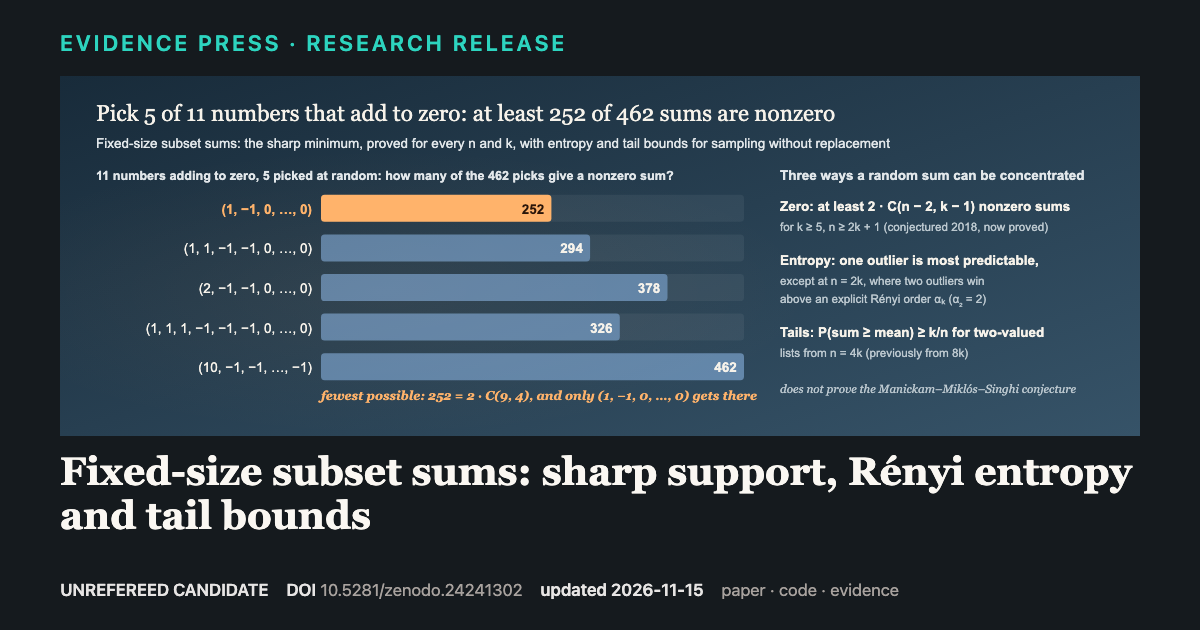 EVIDENCE PRESS · RESEARCH RELEASE
Pick 5 of 11 numbers that add to zero: at least 252 of 462 sums are nonzero
Fixed-size subset sums: the sharp minimum, proved for every n and k, with entropy and tail bounds for sampling without replacement
11 numbers adding to zero, 5 picked at random: how many of the 462 picks give a nonzero sum?
(1, −1, 0, …, 0) 252
(1, 1, −1, −1, 0, …, 0) 294
(2, −1, −1, 0, …, 0) 378
(1, 1, 1, −1, −1, −1, 0, …, 0) 326
(10, −1, −1, …, −1) 462
fewest possible: 252 = 2 · C(9, 4), and only (1, −1, 0, …, 0) gets there
Three ways a random sum can be concentrated
Zero: at least 2 · C(n − 2, k − 1) nonzero sums
for k ≥ 5, n ≥ 2k + 1 (conjectured 2018, now proved)
Entropy: one outlier is most predictable,
except at n = 2k, where two outliers win
above an explicit Rényi order αₖ (α₂ = 2)
Tails: P(sum ≥ mean) ≥ k/n for two-valued
lists from n = 4k (previously from 8k)
does not prove the Manickam–Miklós–Singhi conjecture
Fixed-size subset sums: sharp support, Rényi entropy
and tail bounds
UNREFEREED CANDIDATE DOI 10.5281/zenodo.24241302 updated 2026-11-15 paper · code · evidence